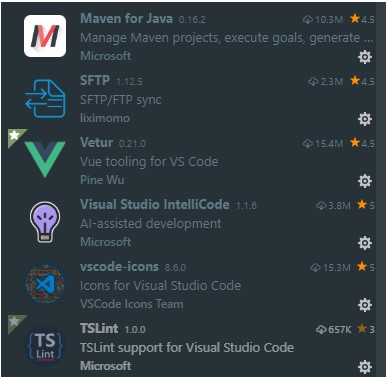 Maven for Java 0.16.2 10.3M 4.5
Manage Maven projects, execute goals, generate ...
Microsoft
SFTP 1.12.5 2.3M 4.5
SFTP/FTP sync
liximomo
Vetur 0.21.0 15.4M 4.5
Vue tooling for VS Code
Pine Wu
Visual Studio IntelliCode 1.1.6 3.8M 5
AI-assisted development
Microsoft
vscode-icons 8.6.0 15.3M 5
Icons for Visual Studio Code
VSCode Icons Team
TS
Lint
TSLint 1.0.0 657K 3
TSLint support for Visual Studio Code
Microsoft